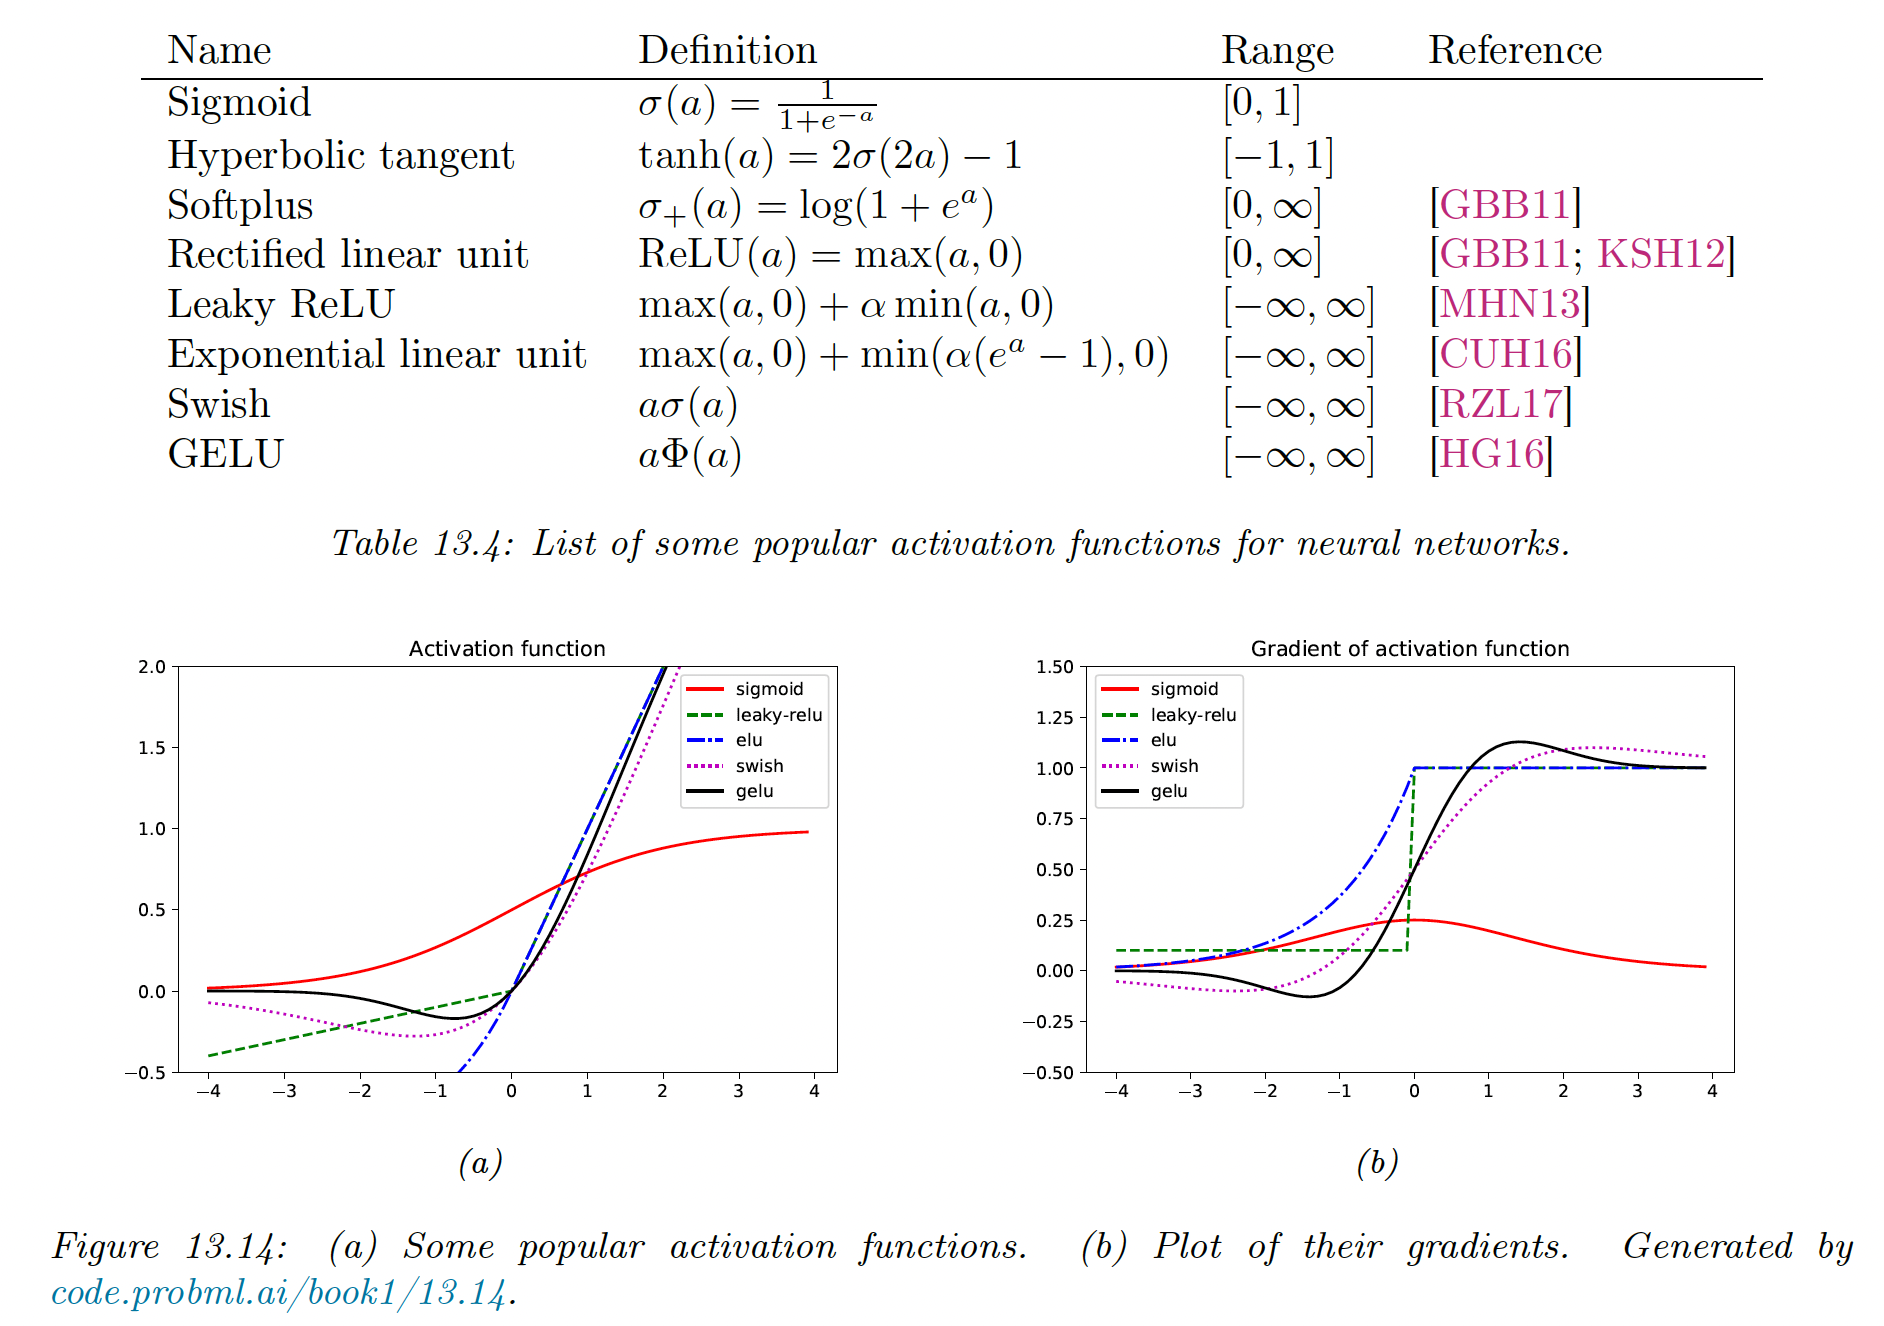 Name Definition Range Reference
Sigmoid σ(a) = 1/(1+e^{−a}) [0, 1]
Hyperbolic tangent tanh(a) = 2σ(2a) − 1 [−1, 1]
Softplus σ₊(a) = log(1 + e^a) [0, ∞] [GBB11]
Rectified linear unit ReLU(a) = max(a, 0) [0, ∞] [GBB11; KSH12]
Leaky ReLU max(a, 0) + α min(a, 0) [−∞, ∞] [MHN13]
Exponential linear unit max(a, 0) + min(α(e^a − 1), 0) [−∞, ∞] [CUH16]
Swish aσ(a) [−∞, ∞] [RZL17]
GELU aΦ(a) [−∞, ∞] [HG16]
Table 13.4: List of some popular activation functions for neural networks.
Activation function
2.0
1.5
1.0
0.5
0.0
−0.5
−4 −3 −2 −1 0 1 2 3 4
sigmoid
leaky-relu
elu
swish
gelu
(a)
Gradient of activation function
1.50
1.25
1.00
0.75
0.50
0.25
0.00
−0.25
−0.50
−4 −3 −2 −1 0 1 2 3 4
sigmoid
leaky-relu
elu
swish
gelu
(b)
Figure 13.14: (a) Some popular activation functions. (b) Plot of their gradients. Generated by
code.probml.ai/book1/13.14.